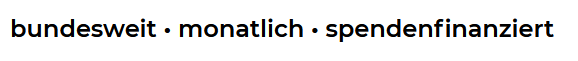 bundesweit • monatlich • spendenfinanziert